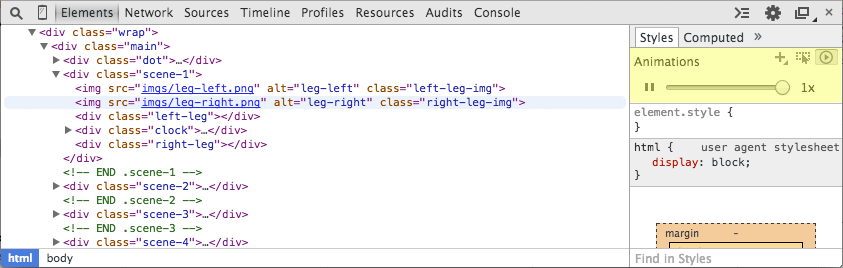 Elements Network Sources Timeline Profiles Resources Audits Console
<div class="wrap">
<div class="main">
<div class="dot">…</div>
<div class="scene-1">
<img src="imgs/leg-left.png" alt="leg-left" class="left-leg-img">
<img src="imgs/leg-right.png" alt="leg-right" class="right-leg-img">
<div class="left-leg"></div>
<div class="clock">…</div>
<div class="right-leg"></div>
</div>
<!-- END .scene-1 -->
<div class="scene-2">…</div>
<!-- END .scene-2 -->
<div class="scene-3">…</div>
<!-- END .scene-3 -->
<div class="scene-4">…</div>
html body
Styles Computed »
Animations
1x
element.style {
}
html { user agent stylesheet
display: block;
}
margin -
Find in Styles